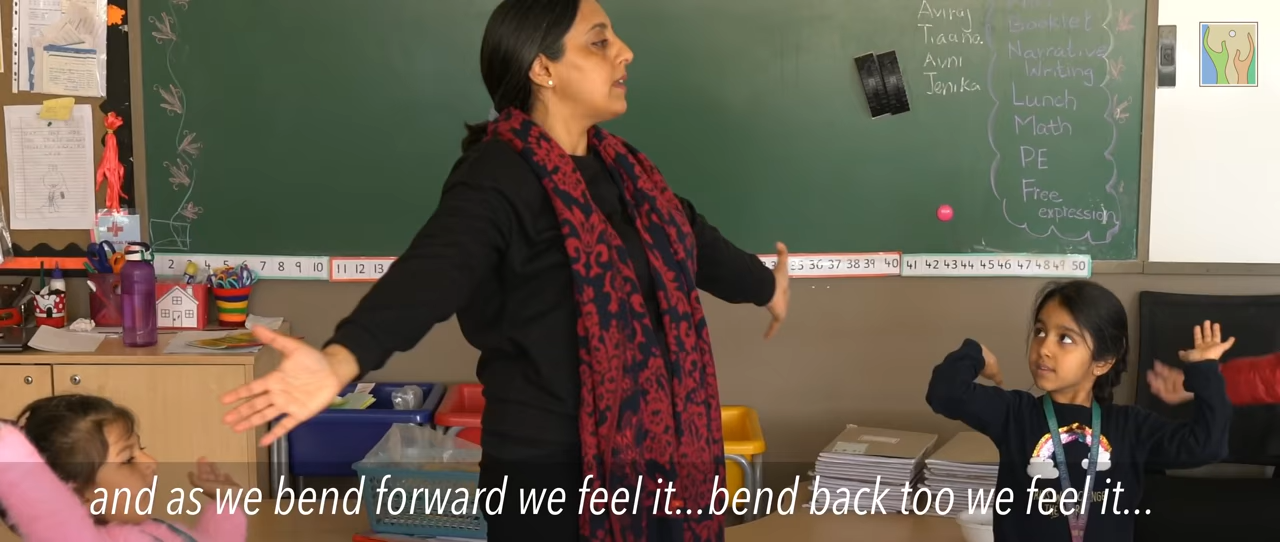 Aviraj
Tiaana.
Avni
Jenika
Booklet
Narrative
Writing
Lunch
Math
PE
Free
expression
2 3 4 5 6 7 8 9 10
11 12 13
35 36 37 38 39 40
41 42 43 44 45 46 47 48 49 50
and as we bend forward we feel it...bend back too we feel it...